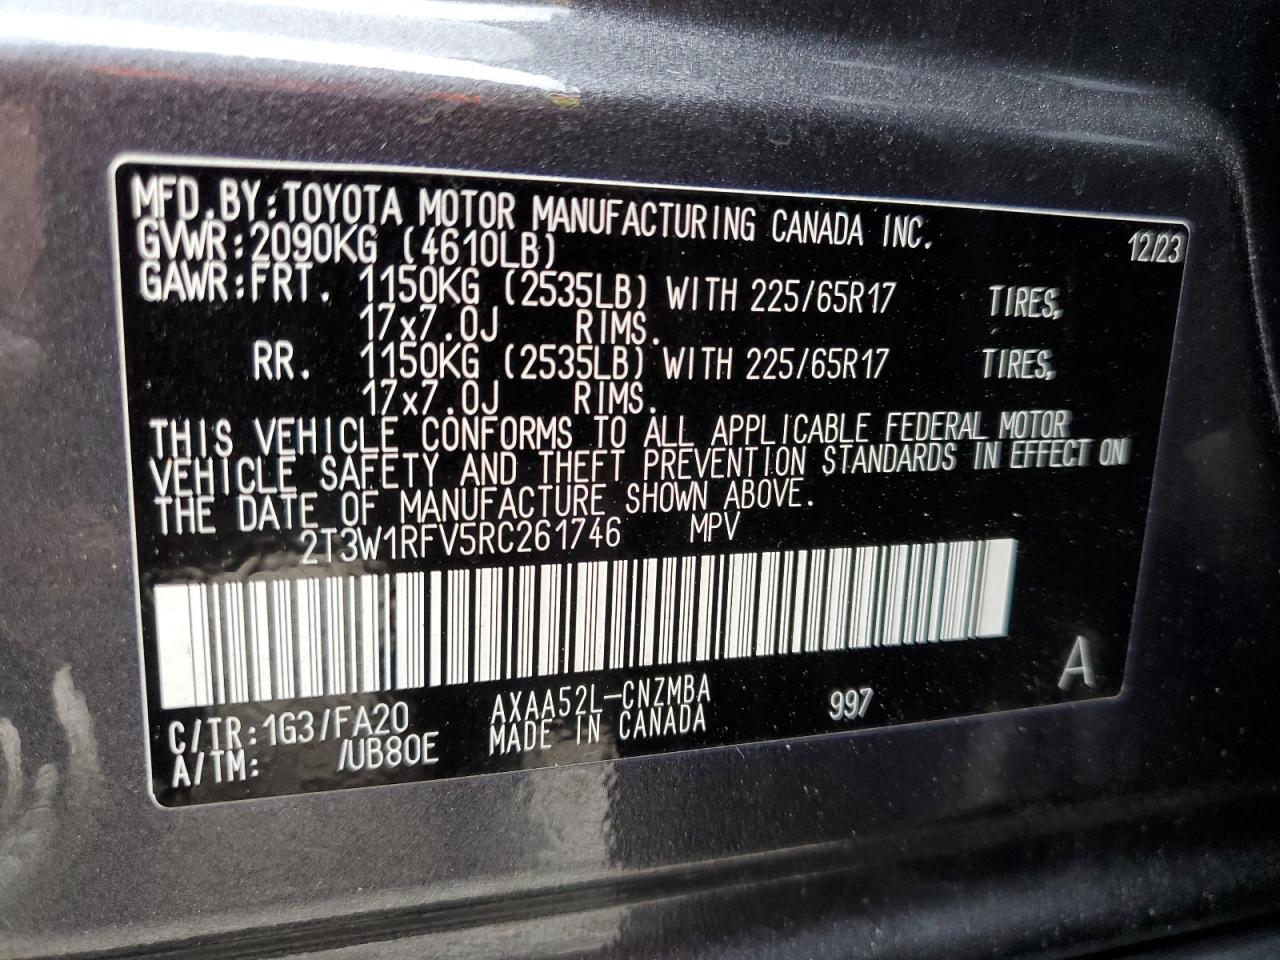 MFD.BY:TOYOTA MOTOR MANUFACTURING CANADA INC.
GVWR:2090KG (4610LB) 12/23
GAWR:FRT. 1150KG (2535LB) WITH 225/65R17 TIRES,
17x7.0J RIMS.
RR. 1150KG (2535LB) WITH 225/65R17 TIRES,
17x7.0J RIMS.
THIS VEHICLE CONFORMS TO ALL APPLICABLE FEDERAL MOTOR
VEHICLE SAFETY AND THEFT PREVENTION STANDARDS IN EFFECT ON
THE DATE OF MANUFACTURE SHOWN ABOVE.
2T3W1RFV5RC261746 MPV
A
C/TR:1G3/FA20 AXAA52L-CNZMBA 997
A/TM: /UB80E MADE IN CANADA